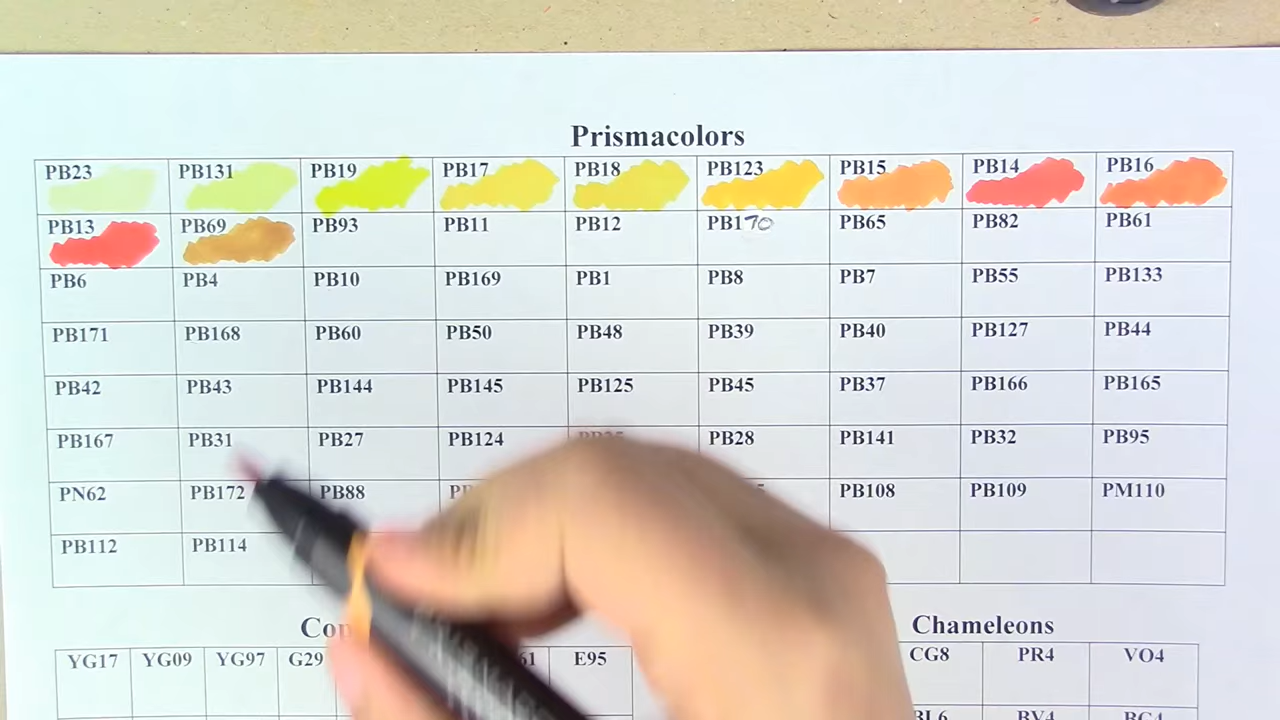 Prismacolors
PB23 PB131 PB19 PB17 PB18 PB123 PB15 PB14 PB16
PB13 PB69 PB93 PB11 PB12 PB170 PB65 PB82 PB61
PB6 PB4 PB10 PB169 PB1 PB8 PB7 PB55 PB133
PB171 PB168 PB60 PB50 PB48 PB39 PB40 PB127 PB44
PB42 PB43 PB144 PB145 PB125 PB45 PB37 PB166 PB165
PB167 PB31 PB27 PB124 PB28 PB141 PB32 PB95
PN62 PB172 PB88 PB108 PB109 PM110
PB112 PB114
Chameleons
YG17 YG09 YG97 G29 E95 CG8 PR4 VO4